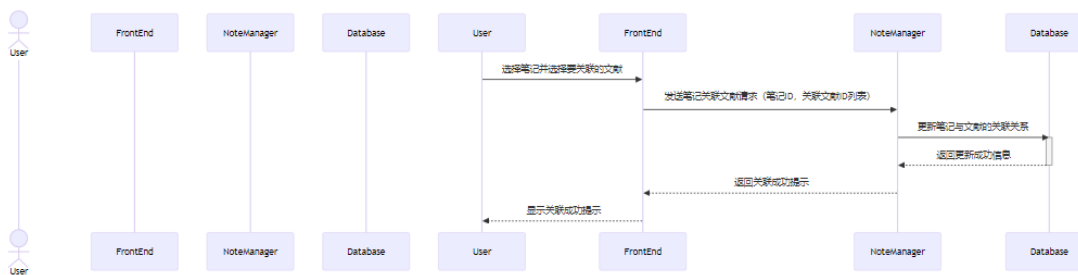 User
FrontEnd
NoteManager
Database
User
FrontEnd
NoteManager
Database
选择笔记并选择要关联的文献
发送笔记关联文献请求（笔记ID，关联文献ID列表）
更新笔记与文献的关联关系
返回更新成功信息
返回关联成功提示
显示关联成功提示
User
FrontEnd
NoteManager
Database
User
FrontEnd
NoteManager
Database